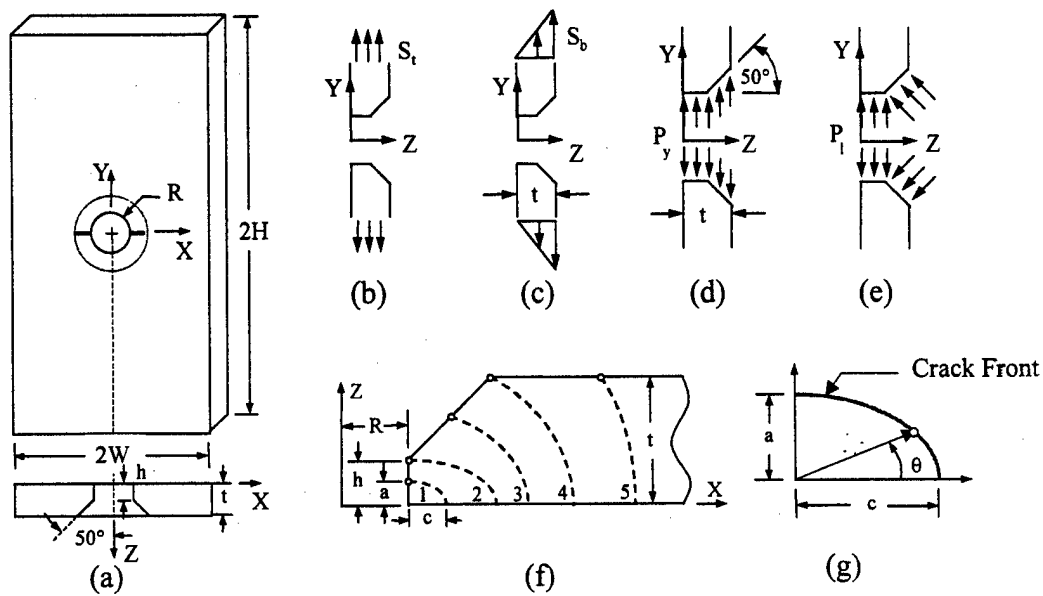 Y
R
X
2H
2W
h
t
X
50°
Z
(a)
S_t
Y
Z
(b)
S_b
Y
Z
t
(c)
Y
50°
P_y
Z
t
(d)
Y
P_l
Z
(e)
Z
R
h
a
1
2
3
4
5
t
X
c
(f)
Crack Front
a
θ
c
(g)